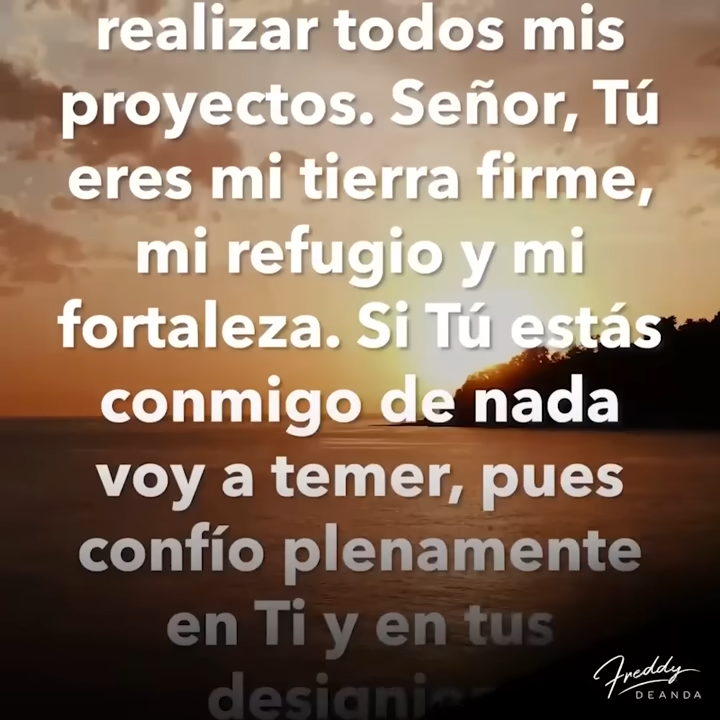 realizar todos mis
proyectos. Señor, Tú
eres mi tierra firme,
mi refugio y mi
fortaleza. Si Tú estás
conmigo de nada
voy a temer, pues
confío plenamente
en Ti y en tus
Freddy
DEANDA